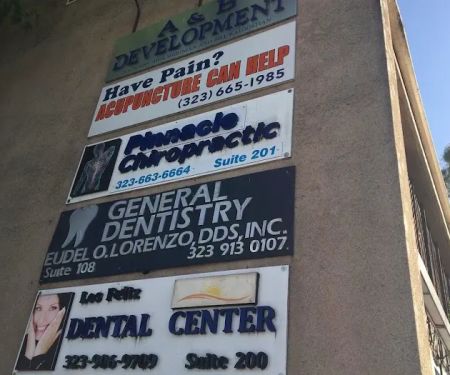 A & B
DEVELOPMENT
Have Pain?
ACUPUNCTURE CAN HELP
(323) 665-1985
Pinnacle
Chiropractic
323-663-6664 Suite 201
GENERAL
DENTISTRY
EUDEL O. LORENZO, DDS, INC.
Suite 108 323 913 0107
Los Feliz
DENTAL CENTER
323-906-9709 Suite 200